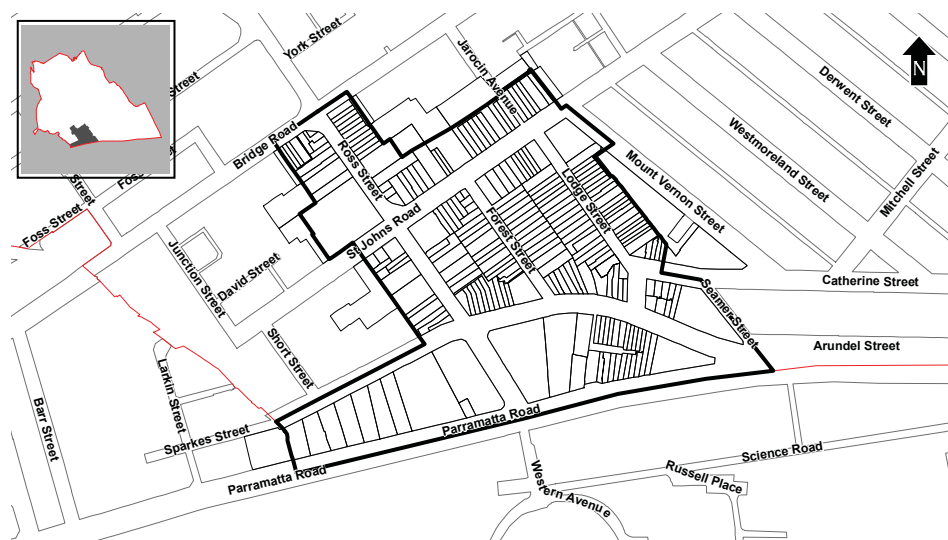 York Street
Jarocin Avenue
N
Derwent Street
Street
Bridge Road
Westmoreland Street
Foss
Ross Street
Mitchell Street
Street
Mount Vernon Street
Lodge Street
Foss Street
St Johns Road
Forest Street
Junction Street
David Street
Catherine Street
Seamer Street
Short Street
Arundel Street
Larkin Street
Barr Street
Parramatta Road
Sparkes Street
Science Road
Parramatta Road
Russell Place
Western Avenue